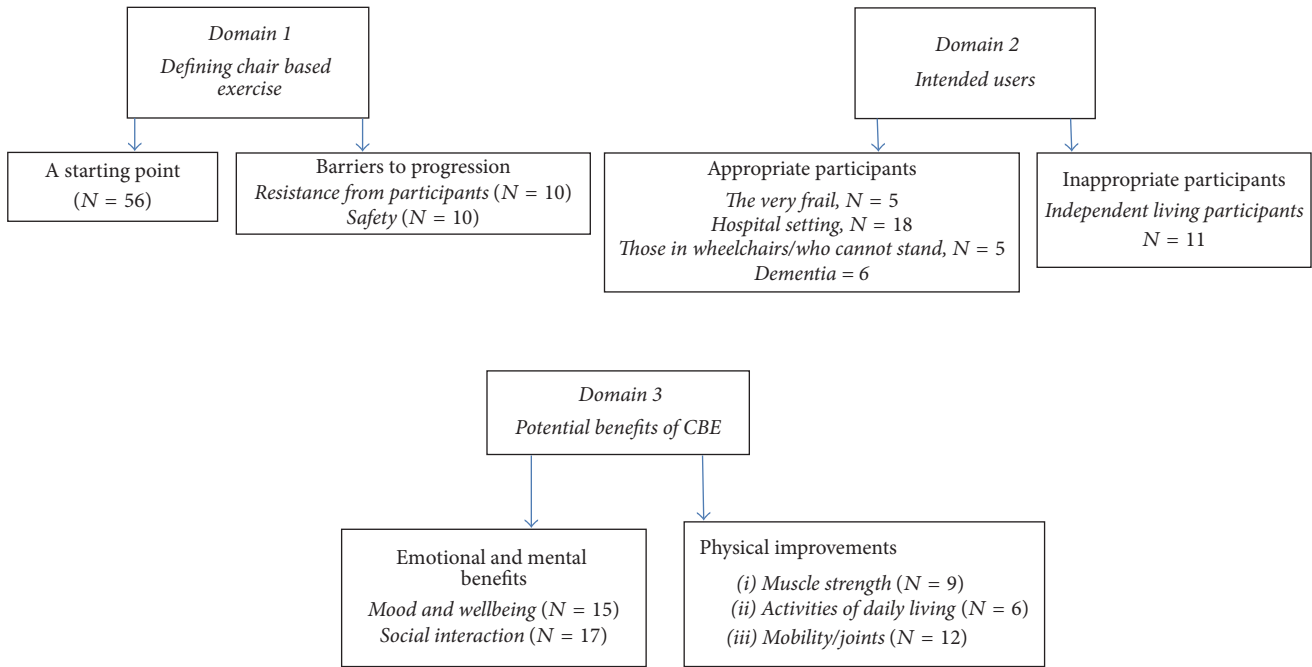 Domain 1
Defining chair based
exercise
A starting point
(N = 56)
Barriers to progression
Resistance from participants (N = 10)
Safety (N = 10)
Domain 2
Intended users
Appropriate participants
The very frail, N = 5
Hospital setting, N = 18
Those in wheelchairs/who cannot stand, N = 5
Dementia = 6
Inappropriate participants
Independent living participants
N = 11
Domain 3
Potential benefits of CBE
Emotional and mental
benefits
Mood and wellbeing (N = 15)
Social interaction (N = 17)
Physical improvements
(i) Muscle strength (N = 9)
(ii) Activities of daily living (N = 6)
(iii) Mobility/joints (N = 12)